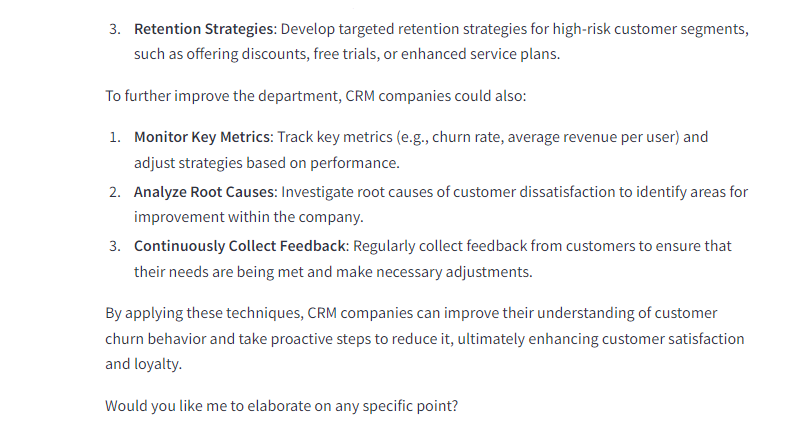 3. Retention Strategies: Develop targeted retention strategies for high-risk customer segments,
such as offering discounts, free trials, or enhanced service plans.
To further improve the department, CRM companies could also:
1. Monitor Key Metrics: Track key metrics (e.g., churn rate, average revenue per user) and
adjust strategies based on performance.
2. Analyze Root Causes: Investigate root causes of customer dissatisfaction to identify areas for
improvement within the company.
3. Continuously Collect Feedback: Regularly collect feedback from customers to ensure that
their needs are being met and make necessary adjustments.
By applying these techniques, CRM companies can improve their understanding of customer
churn behavior and take proactive steps to reduce it, ultimately enhancing customer satisfaction
and loyalty.
Would you like me to elaborate on any specific point?